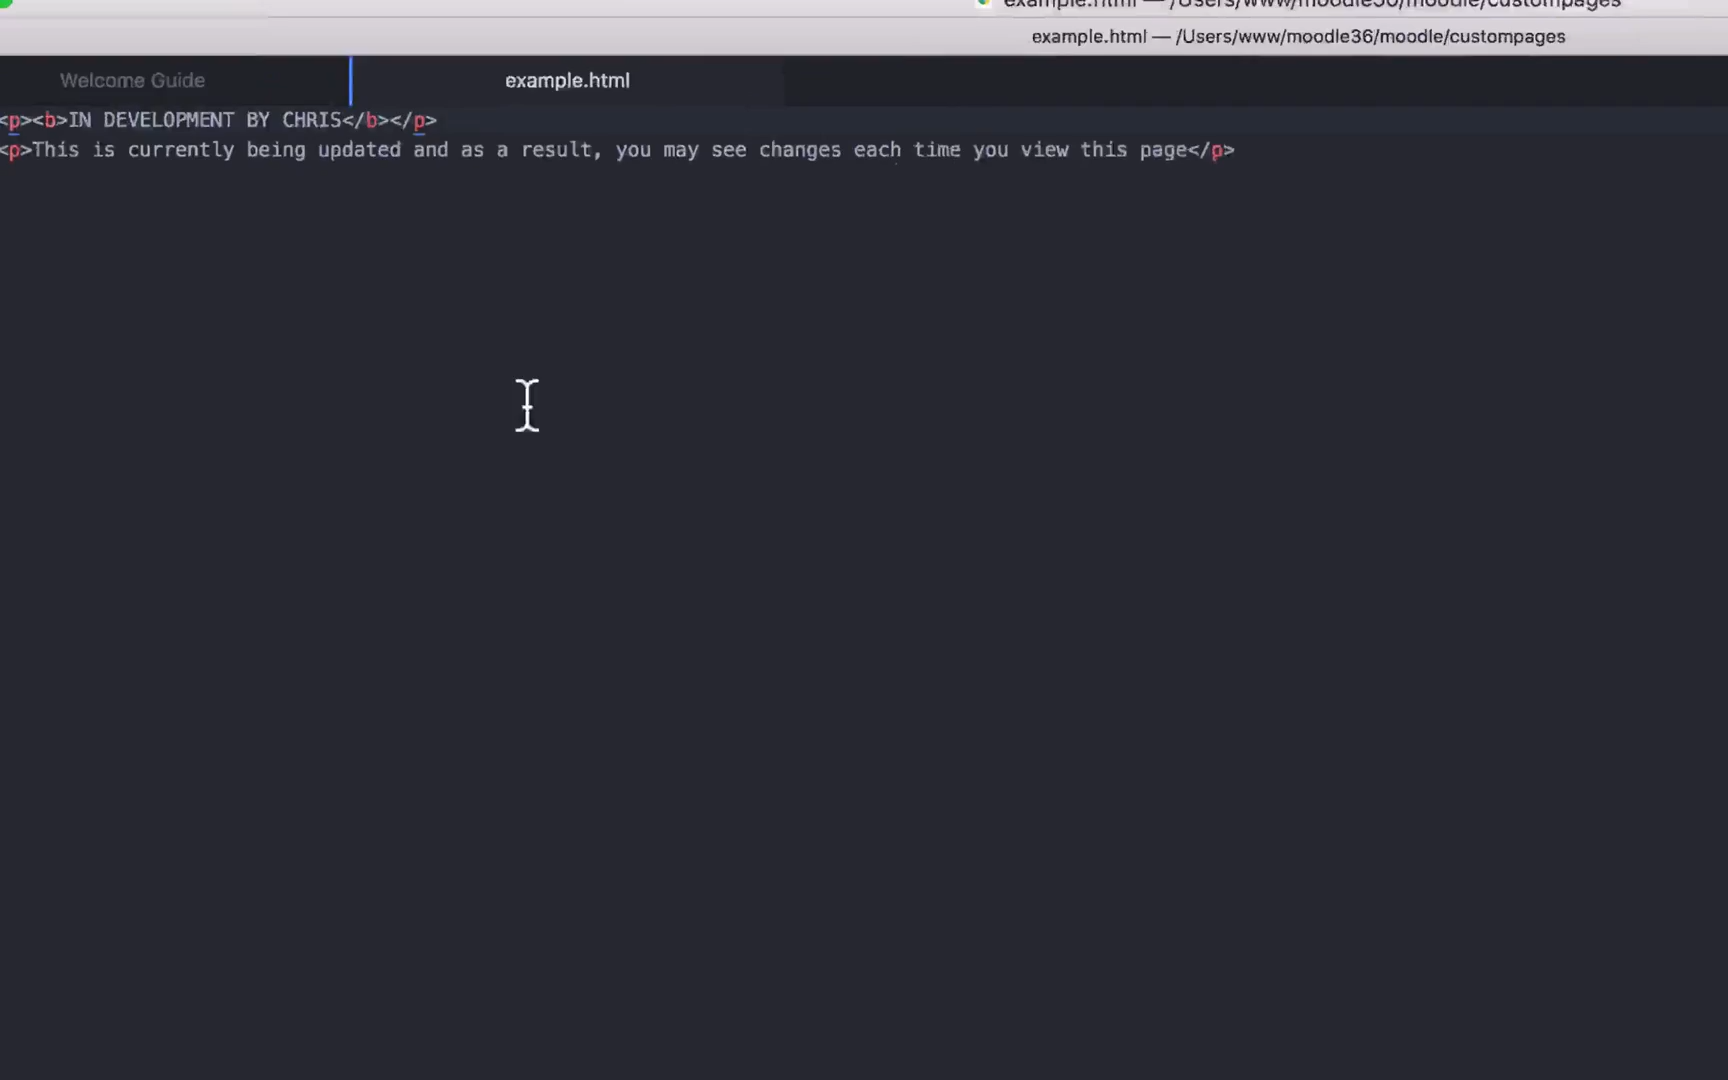 example.html — /Users/www/moodle36/moodle/custompages
example.html — /Users/www/moodle36/moodle/custompages
Welcome Guide
example.html
<p><b>IN DEVELOPMENT BY CHRIS</b></p>
<p>This is currently being updated and as a result, you may see changes each time you view this page</p>